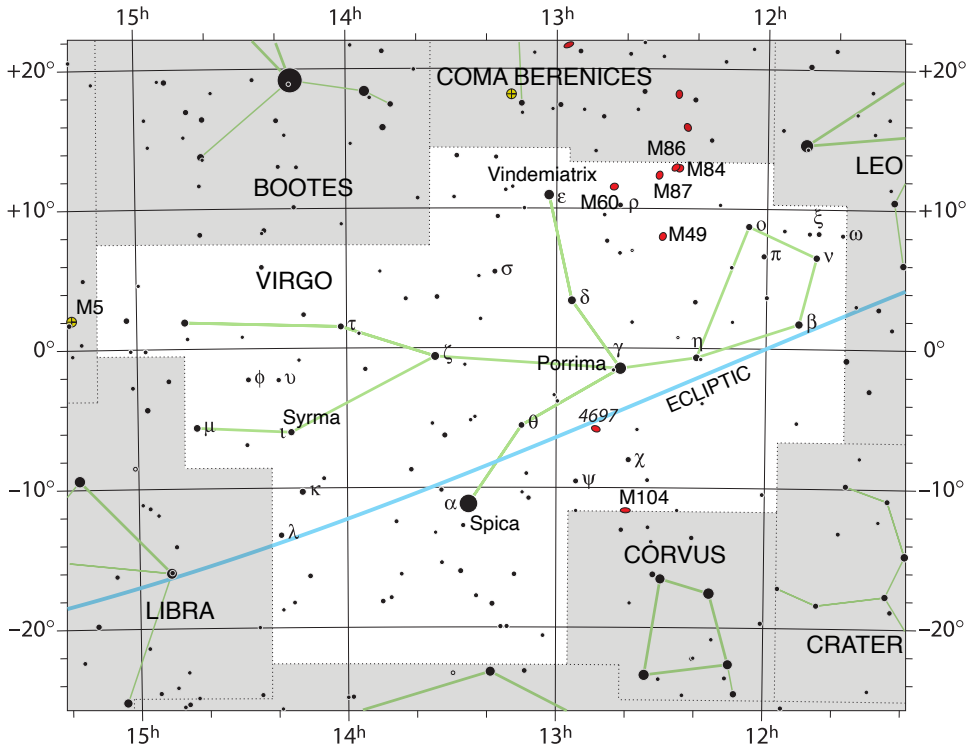 15h 14h 13h 12h
+20° COMA BERENICES +20°
M86
LEO
Vindemiatrix M84
BOOTES ε M87
M60 ρ
+10° +10°
M49 ο ξ
ω
σ π ν
VIRGO
M5 δ
τ β
γ η
0° ζ Porrima 0°
ECLIPTIC
φ υ
Syrma 4697
μ ι θ
χ
κ ψ
-10° M104 -10°
α
Spica
λ
CORVUS
LIBRA
-20° -20°
CRATER
15h 14h 13h 12h